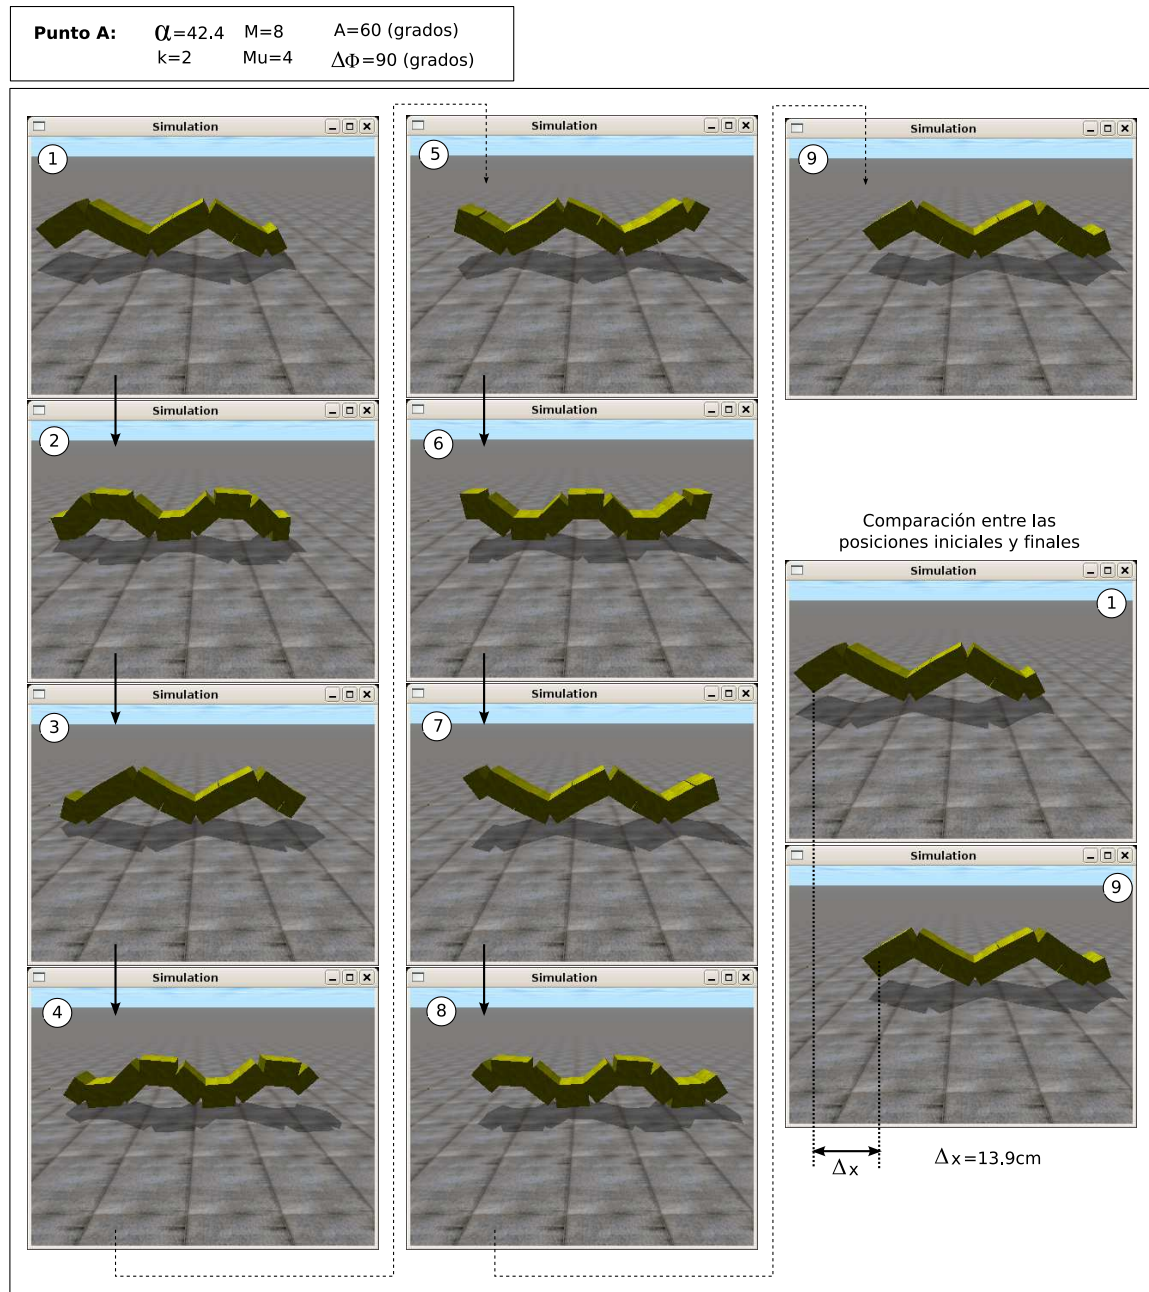 Punto A: α=42.4 M=8 A=60 (grados)
k=2 Mu=4 ΔΦ=90 (grados)
Simulation
1
Simulation
2
Simulation
3
Simulation
4
Simulation
5
Simulation
6
Simulation
7
Simulation
8
Simulation
9
Comparación entre las
posiciones iniciales y finales
Simulation
1
Simulation
9
Δx
Δx=13.9cm